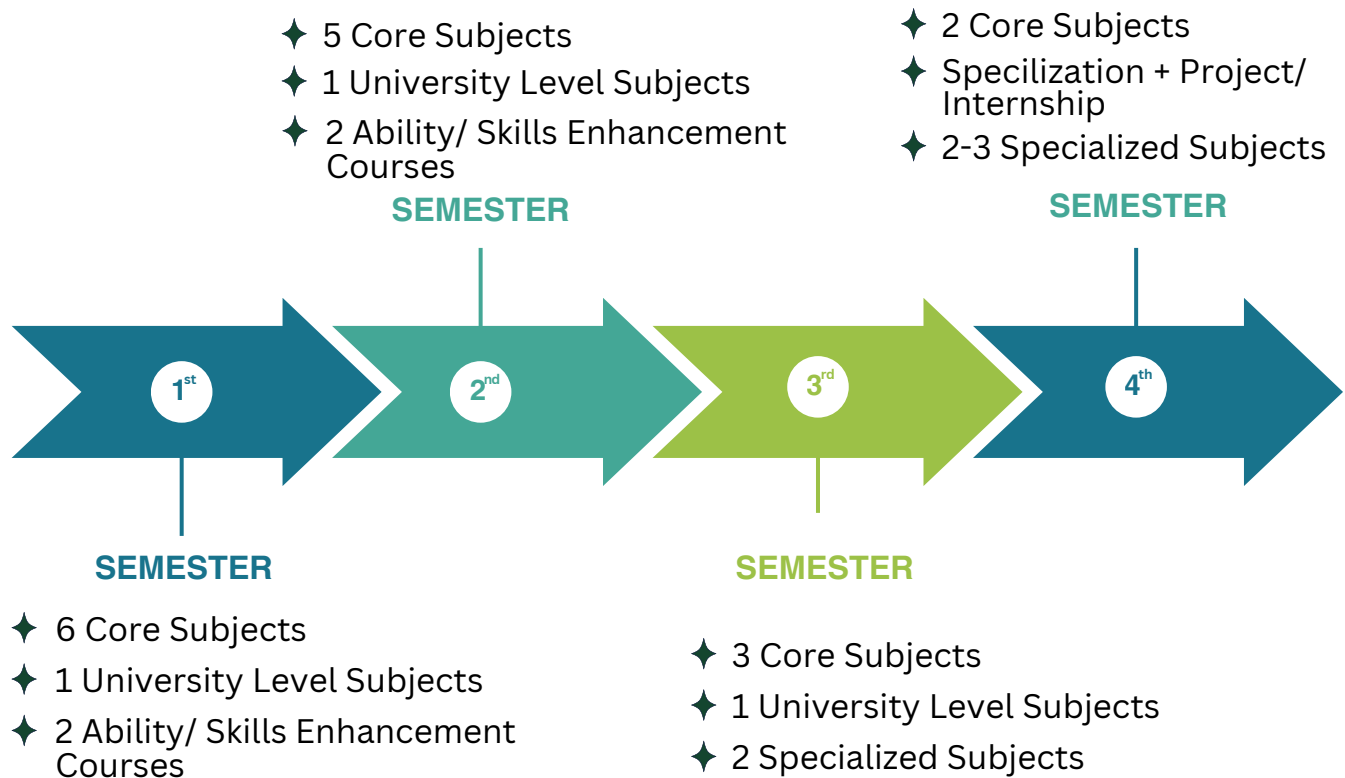 5 Core Subjects
1 University Level Subjects
2 Ability/ Skills Enhancement
Courses
SEMESTER
2 Core Subjects
Specilization + Project/
Internship
2-3 Specialized Subjects
SEMESTER
1st
2nd
3rd
4th
SEMESTER
6 Core Subjects
1 University Level Subjects
2 Ability/ Skills Enhancement
Courses
SEMESTER
3 Core Subjects
1 University Level Subjects
2 Specialized Subjects